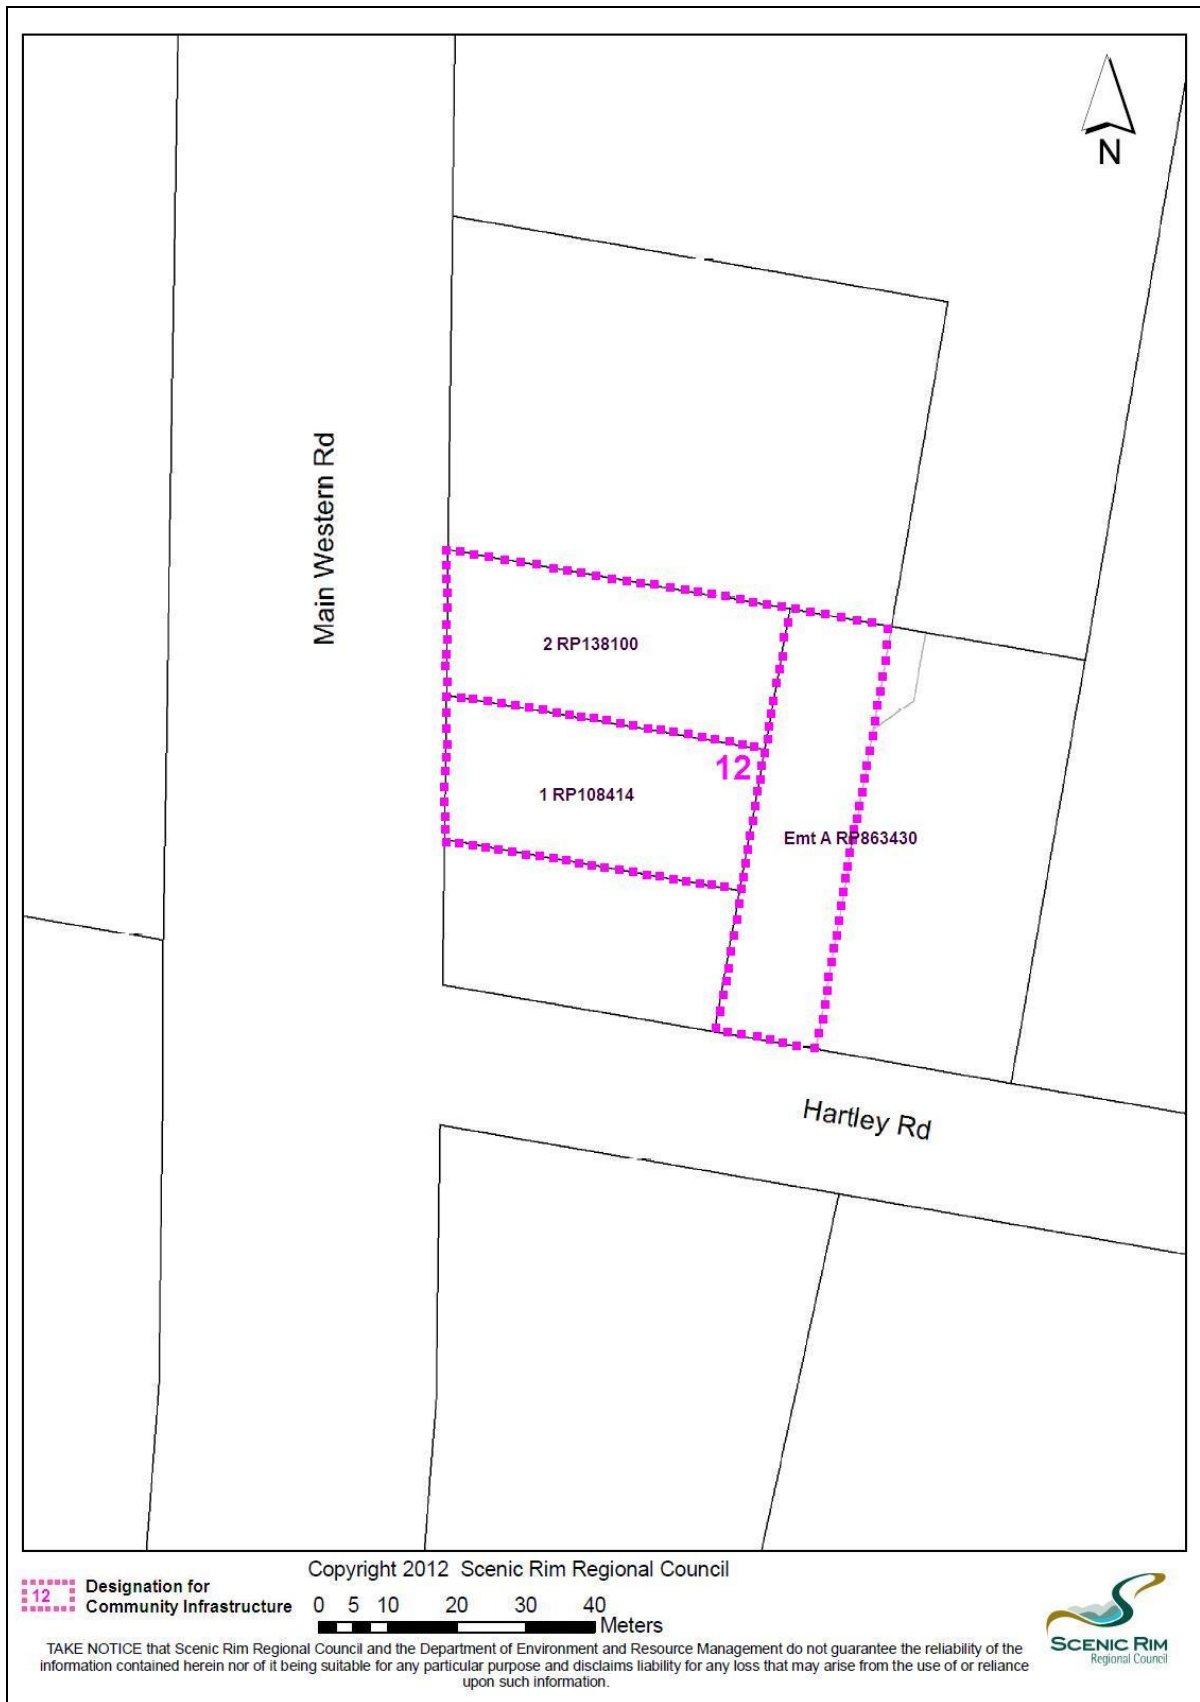 N
Main Western Rd
2 RP138100
12
1 RP108414
Emt A RP863430
Hartley Rd
Copyright 2012 Scenic Rim Regional Council
12
Designation for
Community Infrastructure
0 5 10 20 30 40
Meters
SCENIC RIM
Regional Council
TAKE NOTICE that Scenic Rim Regional Council and the Department of Environment and Resource Management do not guarantee the reliability of the
information contained herein nor of it being suitable for any particular purpose and disclaims liability for any loss that may arise from the use of or reliance
upon such information.